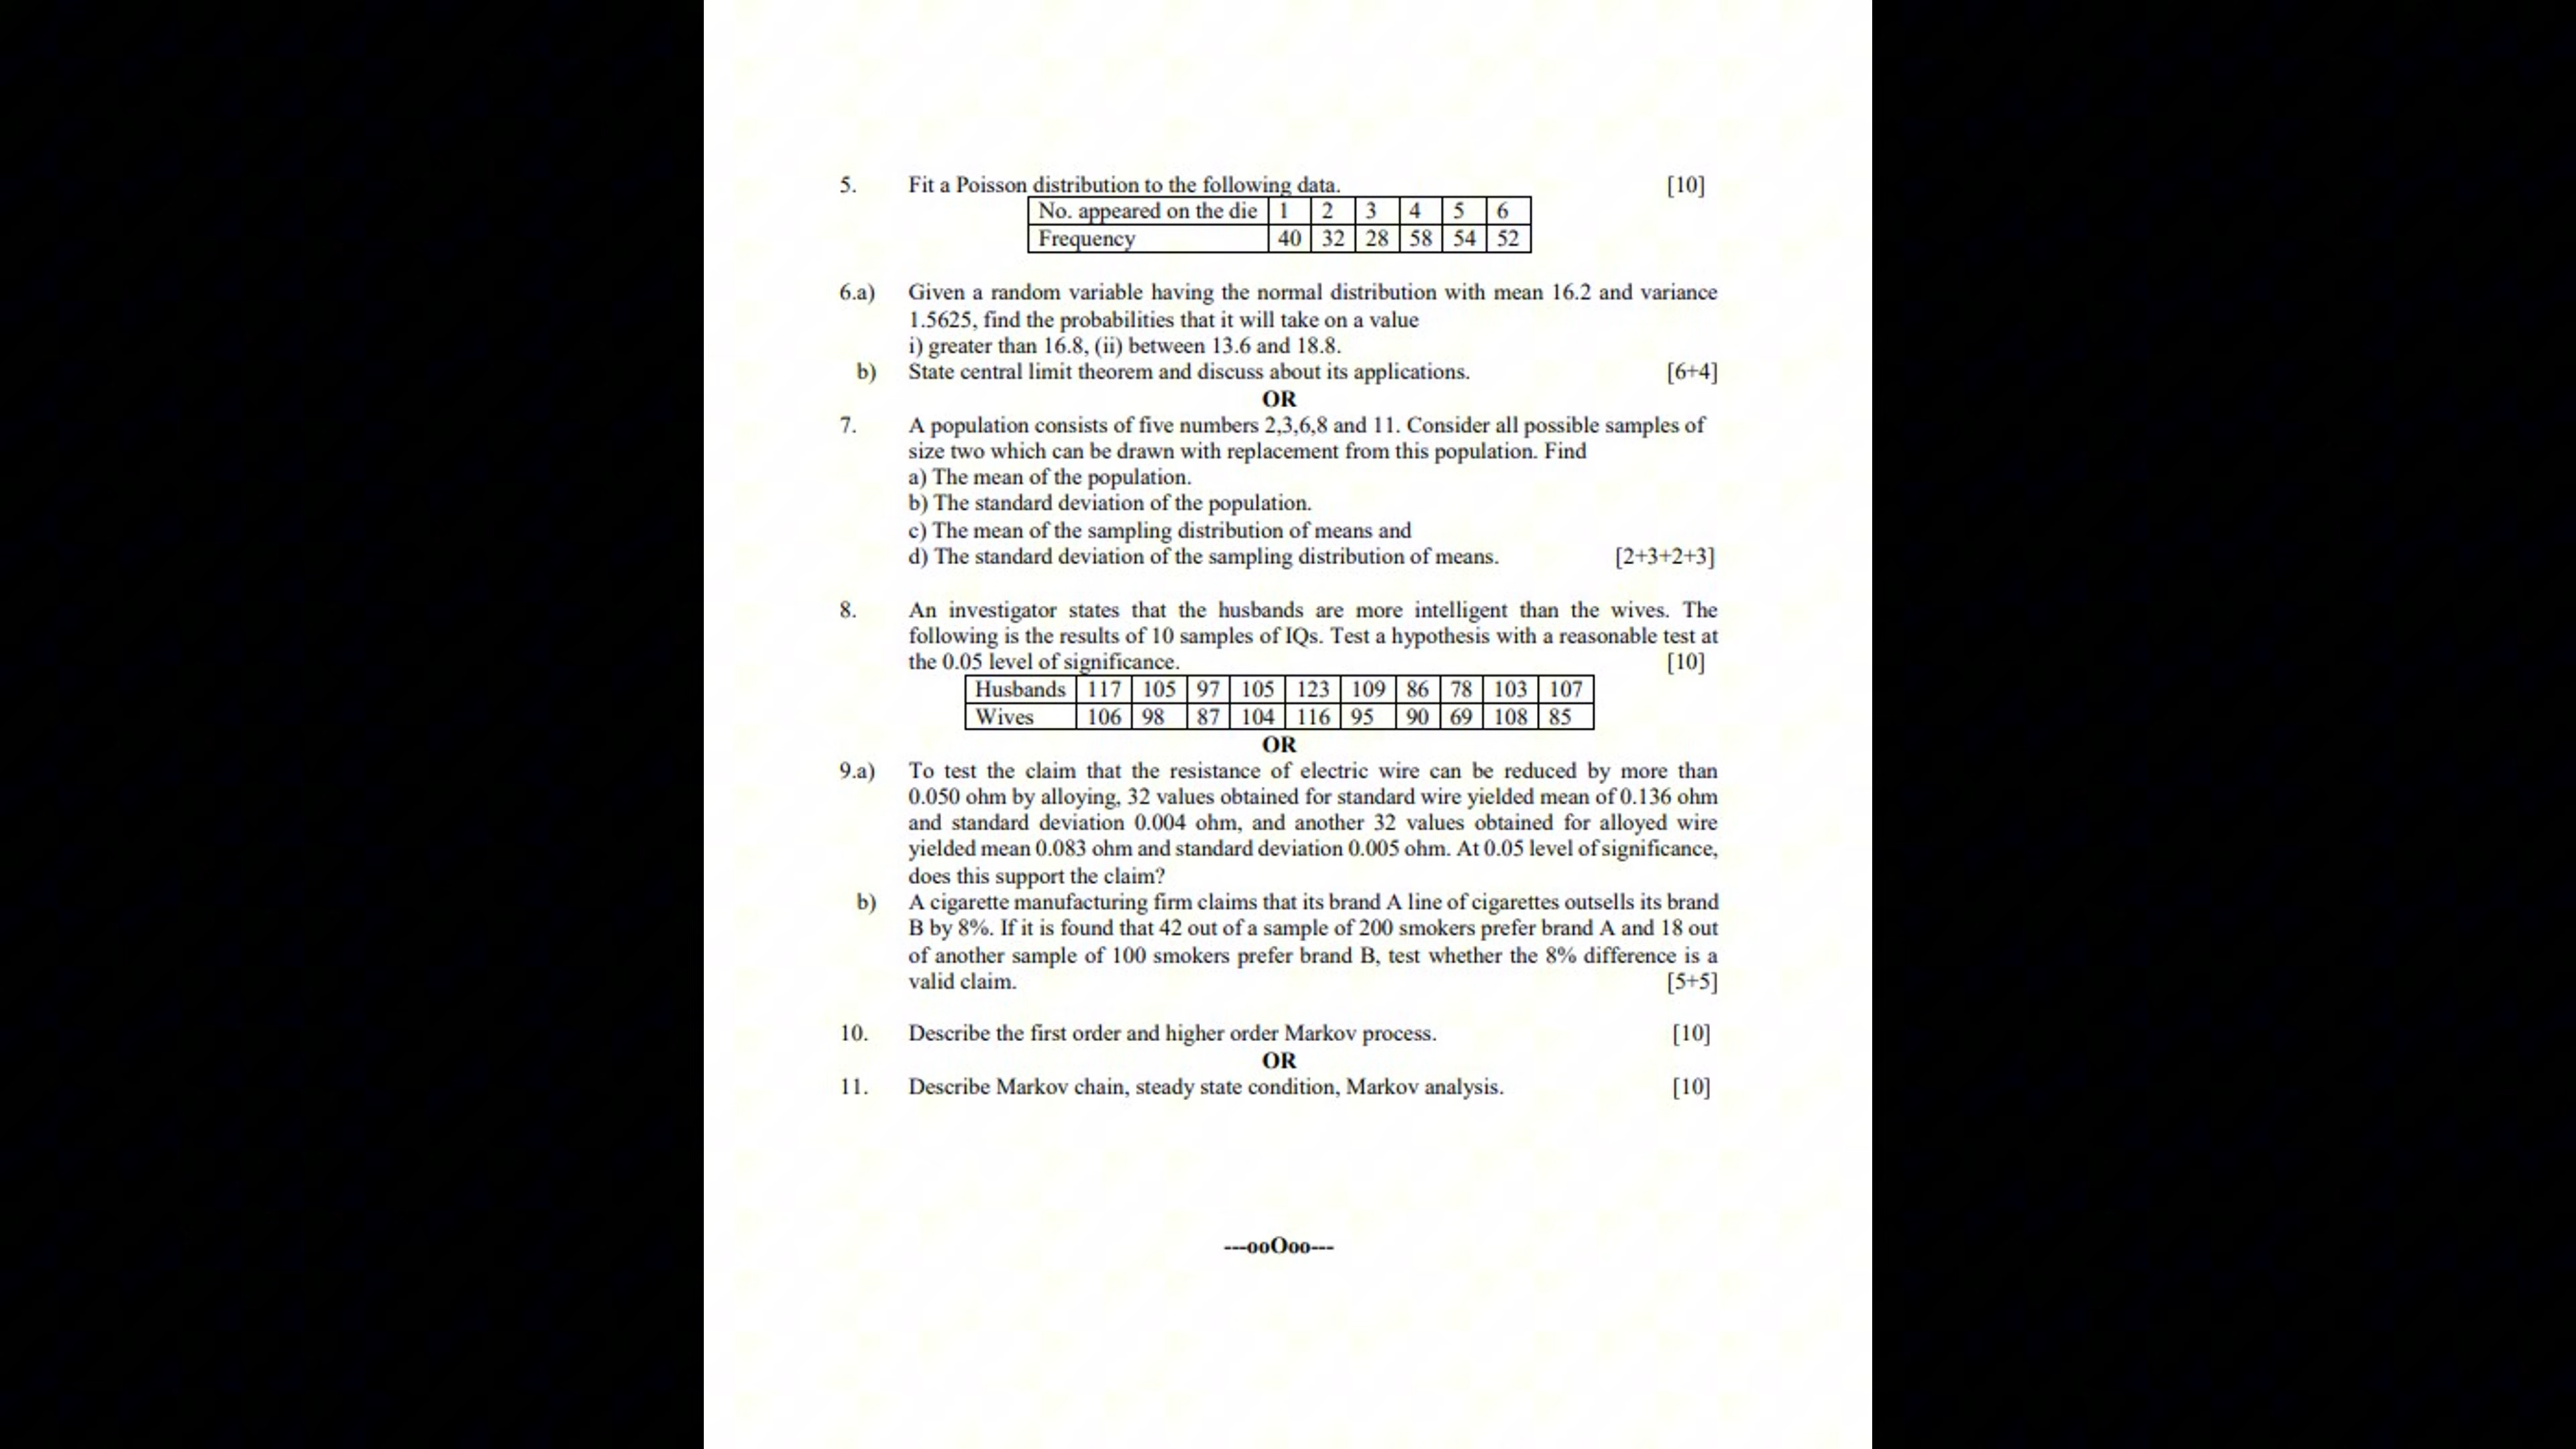 5. Fit a Poisson distribution to the following data. [10]
No. appeared on the die 1 2 3 4 5 6
Frequency 40 32 28 58 54 52
6.a) Given a random variable having the normal distribution with mean 16.2 and variance
1.5625, find the probabilities that it will take on a value
i) greater than 16.8, (ii) between 13.6 and 18.8.
b) State central limit theorem and discuss about its applications. [6+4]
OR
7. A population consists of five numbers 2,3,6,8 and 11. Consider all possible samples of
size two which can be drawn with replacement from this population. Find
a) The mean of the population.
b) The standard deviation of the population.
c) The mean of the sampling distribution of means and
d) The standard deviation of the sampling distribution of means. [2+3+2+3]
8. An investigator states that the husbands are more intelligent than the wives. The
following is the results of 10 samples of IQs. Test a hypothesis with a reasonable test at
the 0.05 level of significance. [10]
Husbands 117 105 97 105 123 109 86 78 103 107
Wives 106 98 87 104 116 95 90 69 108 85
OR
9.a) To test the claim that the resistance of electric wire can be reduced by more than
0.050 ohm by alloying, 32 values obtained for standard wire yielded mean of 0.136 ohm
and standard deviation 0.004 ohm, and another 32 values obtained for alloyed wire
yielded mean 0.083 ohm and standard deviation 0.005 ohm. At 0.05 level of significance,
does this support the claim?
b) A cigarette manufacturing firm claims that its brand A line of cigarettes outsells its brand
B by 8%. If it is found that 42 out of a sample of 200 smokers prefer brand A and 18 out
of another sample of 100 smokers prefer brand B, test whether the 8% difference is a
valid claim. [5+5]
10. Describe the first order and higher order Markov process. [10]
OR
11. Describe Markov chain, steady state condition, Markov analysis. [10]
---ooOoo---